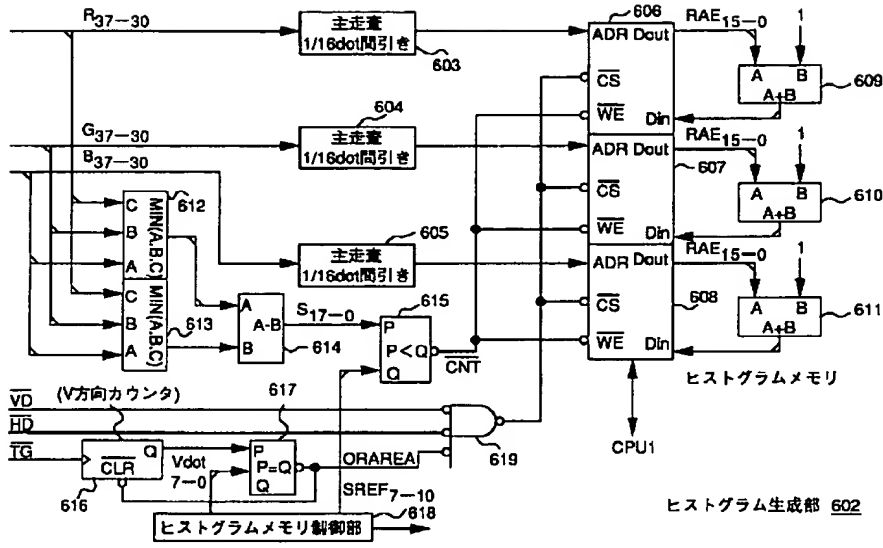 R37-30
主走査
1/16dot間引き
603
606
ADR Dout
CS
WE
Din
RAE15-0
1
A B
A+B
609
G37-30
B37-30
604
主走査
1/16dot間引き
ADR Dout
607
CS
WE
Din
RAE15-0
1
A B
A+B
610
612
C
B
A
MIN(A,B,C)
C
B
A
MIN(A,B,C)
613
605
主走査
1/16dot間引き
ADR Dout
608
CS
WE
Din
RAE15-0
1
A B
A+B
611
A
A-B
B
614
S17-0
615
P
P<Q
Q
CNT
ヒストグラムメモリ
CPU1
VD
HD
TG
(V方向カウンタ)
Q
CLR
616
Vdot
7-0
617
P
P=Q
Q
ORAREA
619
SREF7-10
618
ヒストグラムメモリ制御部
ヒストグラム生成部 602